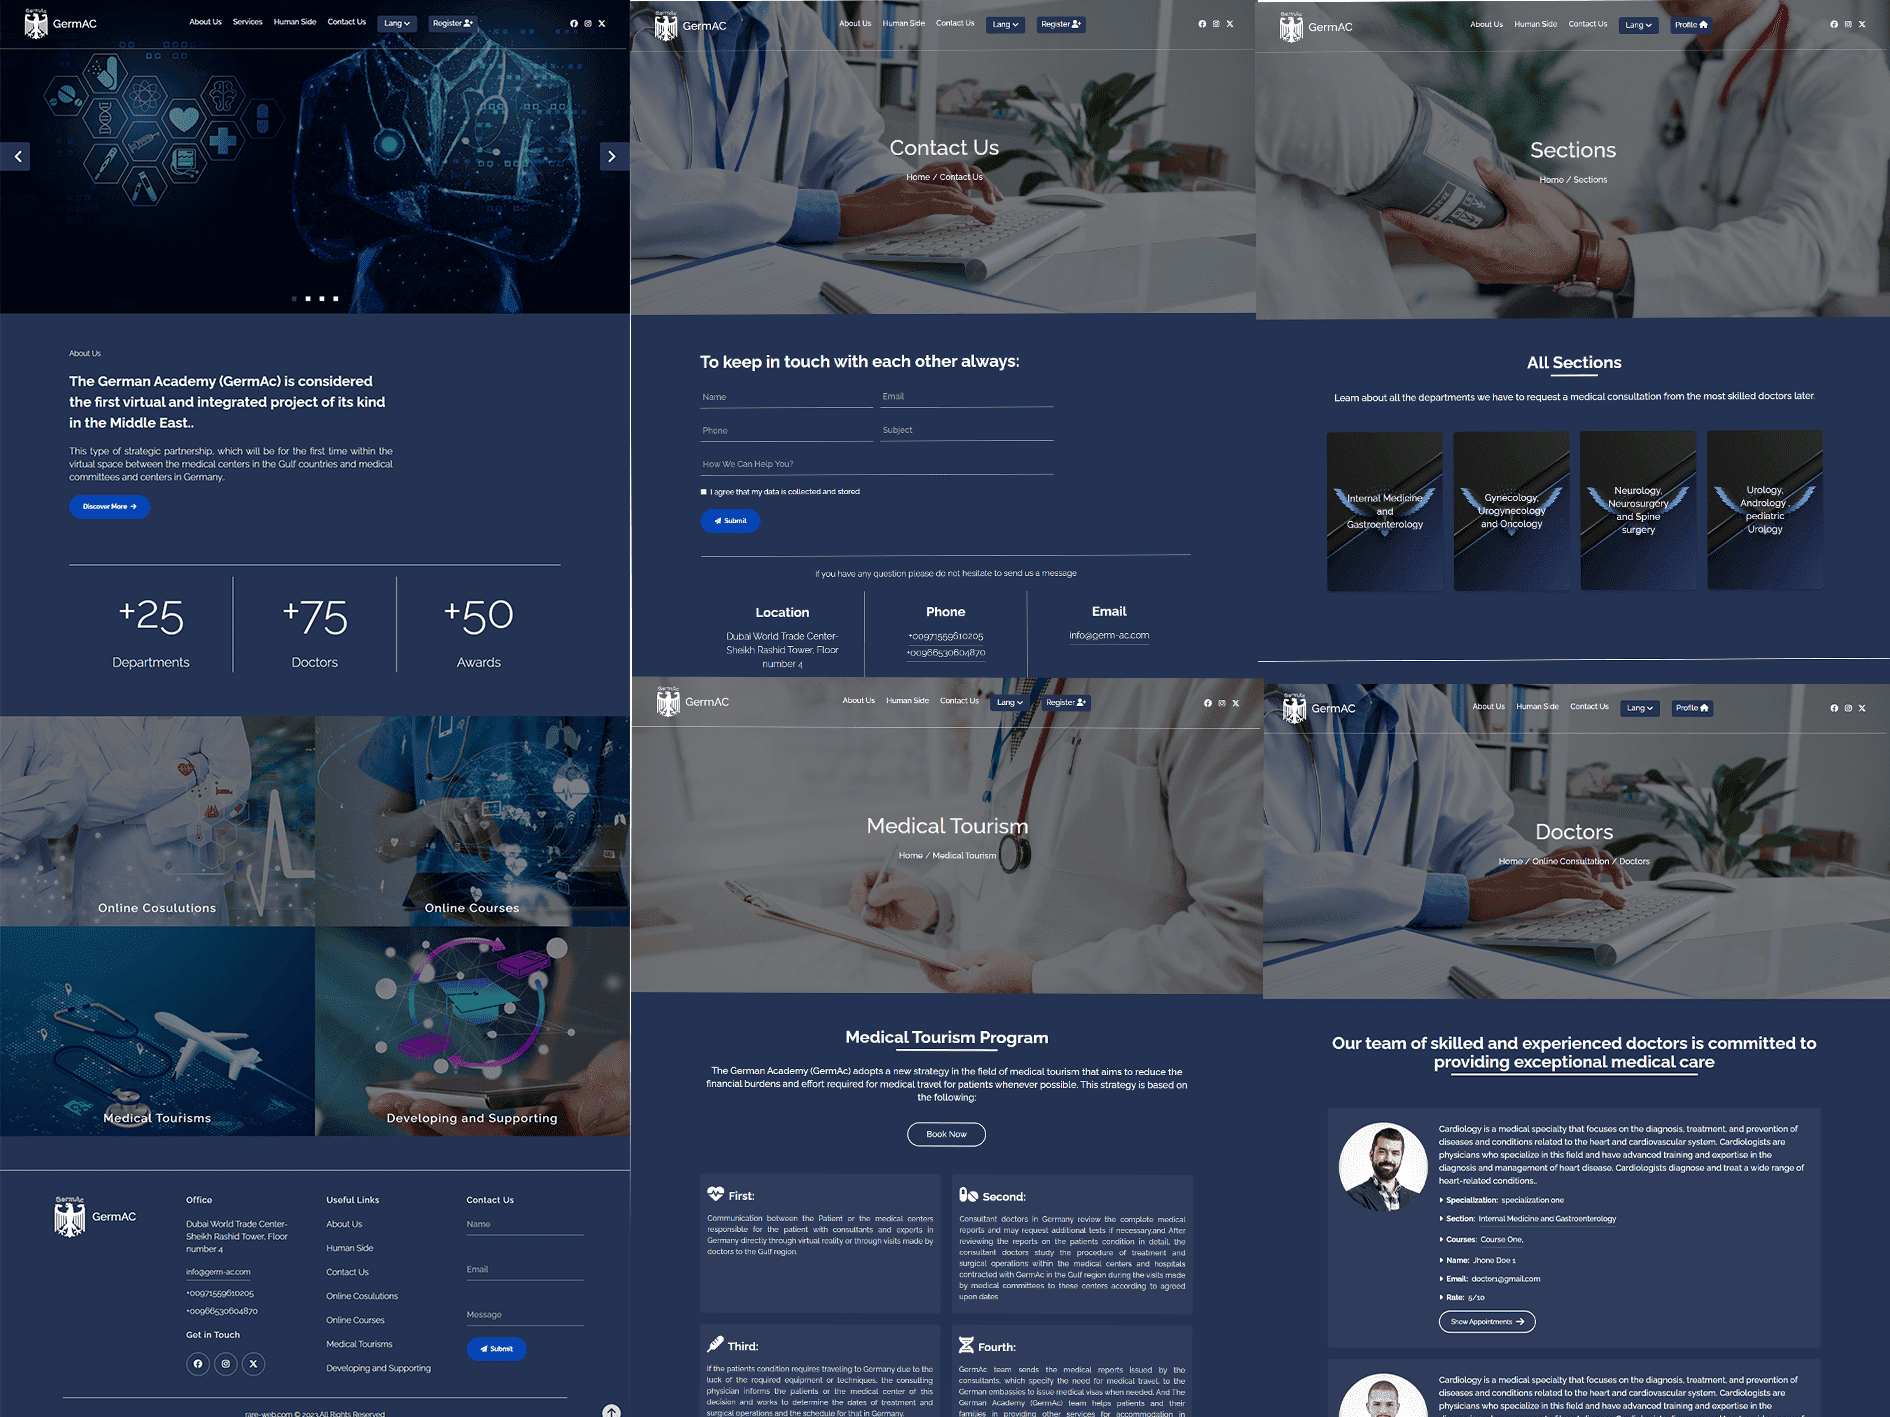 GermAc
GermAC
About Us
Services
Human Side
Contact Us
Lang
Register
About Us
The German Academy (GermAc) is considered
the first virtual and integrated project of its kind
in the Middle East..
This type of strategic partnership, which will be for the first time within the
virtual space between the medical centers in the Gulf countries and medical
committees and centers in Germany..
Discover More
+25
Departments
+75
Doctors
+50
Awards
Online Cosulutions
Online Courses
Medical Tourisms
Developing and Supporting
GermAc
GermAC
Office
Dubai World Trade Center-
Sheikh Rashid Tower, Floor
number 4
info@germ-ac.com
+00971559610205
+00966530604870
Get in Touch
Useful Links
About Us
Human Side
Contact Us
Online Cosulutions
Online Courses
Medical Tourisms
Developing and Supporting
Contact Us
Name
Email
Message
Submit
rare-web.com © 2023 All Rights Reserved
GermAc
GermAC
About Us
Human Side
Contact Us
Lang
Register
Contact Us
Home / Contact Us
To keep in touch with each other always:
Name
Email
Phone
Subject
How We Can Help You?
I agree that my data is collected and stored
Submit
if you have any question please do not hesitate to send us a message
Location
Dubai World Trade Center-
Sheikh Rashid Tower, Floor
number 4
Phone
+00971559610205
+00966530604870
Email
info@germ-ac.com
GermAc
GermAC
About Us
Human Side
Contact Us
Lang
Profile
Sections
Home / Sections
All Sections
Learn about all the departments we have to request a medical consultation from the most skilled doctors later.
Internal Medicine
and
Gastroenterology
Gynecology,
Urogynecology
and Oncology
Neurology,
Neurosurgery
and Spine
surgery
Urology,
Andrology ,
pediatric
Urology
GermAc
GermAC
About Us
Human Side
Contact Us
Lang
Register
Medical Tourism
Home / Medical Tourism
Medical Tourism Program
The German Academy (GermAc) adopts a new strategy in the field of medical tourism that aims to reduce the
financial burdens and effort required for medical travel for patients whenever possible. This strategy is based on
the following:
Book Now
First:
Communication between the Patient or the medical centers
responsible for the patient with consultants and experts in
Germany directly through virtual reality or through visits made by
doctors to the Gulf region.
Second:
Consultant doctors in Germany review the complete medical
reports and may request additional tests if necessary.and After
reviewing the reports on the patients condition in detail, the
consultant doctors study the procedure of treatment and
surgical operations within the medical centers and hospitals
contracted with GermAc in the Gulf region during the visits made
by medical committees to these centers according to agreed
upon dates
Third:
If the patients condition requires traveling to Germany due to the
luck of the required equipment or techniques, the consulting
physician informs the patients or the medical center of this
decision and works to determine the dates of treatment and
surgical operations and the schedule for that in Germany.
Fourth:
GermAc team sends the medical reports issued by the
consultants, which specify the need for medical travel, to the
German embassies to issue medical visas when needed. And The
German Academy (GermAC) team helps patients and their
families in providing other services for accommodation in
GermAc
GermAC
About Us
Human Side
Contact Us
Lang
Profile
Doctors
Home / Online Consultation / Doctors
Our team of skilled and experienced doctors is committed to
providing exceptional medical care
Cardiology is a medical specialty that focuses on the diagnosis, treatment, and prevention of
diseases and conditions related to the heart and cardiovascular system. Cardiologists are
physicians who specialize in this field and have advanced training and expertise in the
diagnosis and management of heart disease. Cardiologists diagnose and treat a wide range of
heart-related conditions..
Specialization: specialization one
Section: Internal Medicine and Gastroenterology
Courses: Course One,
Name: Jhone Doe 1
Email: doctor1@gmail.com
Rate: 5/10
Show Appointments
Cardiology is a medical specialty that focuses on the diagnosis, treatment, and prevention of
diseases and conditions related to the heart and cardiovascular system. Cardiologists are
physicians who specialize in this field and have advanced training and expertise in the